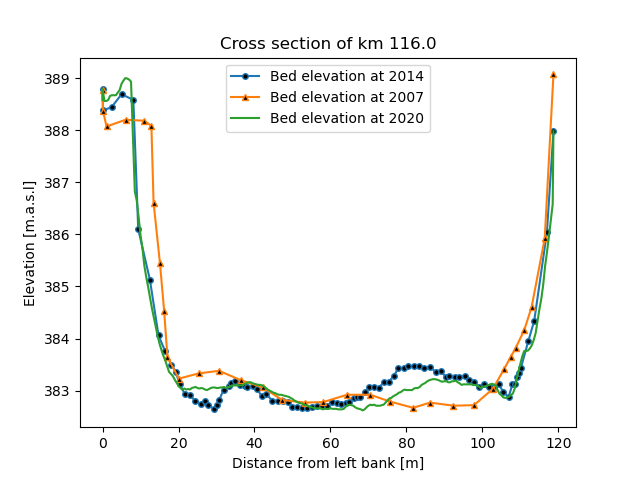 Cross section of km 116.0
Bed elevation at 2014
Bed elevation at 2007
Bed elevation at 2020
Elevation [m.a.s.l]
389
388
387
386
385
384
383
0 20 40 60 80 100 120
Distance from left bank [m]